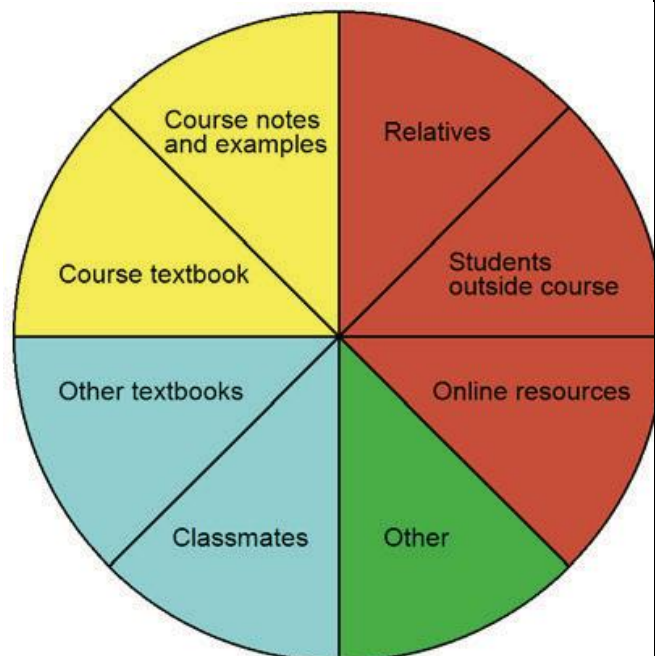 Course notes
and examples
Relatives
Course textbook
Students
outside course
Other textbooks
Online resources
Classmates
Other